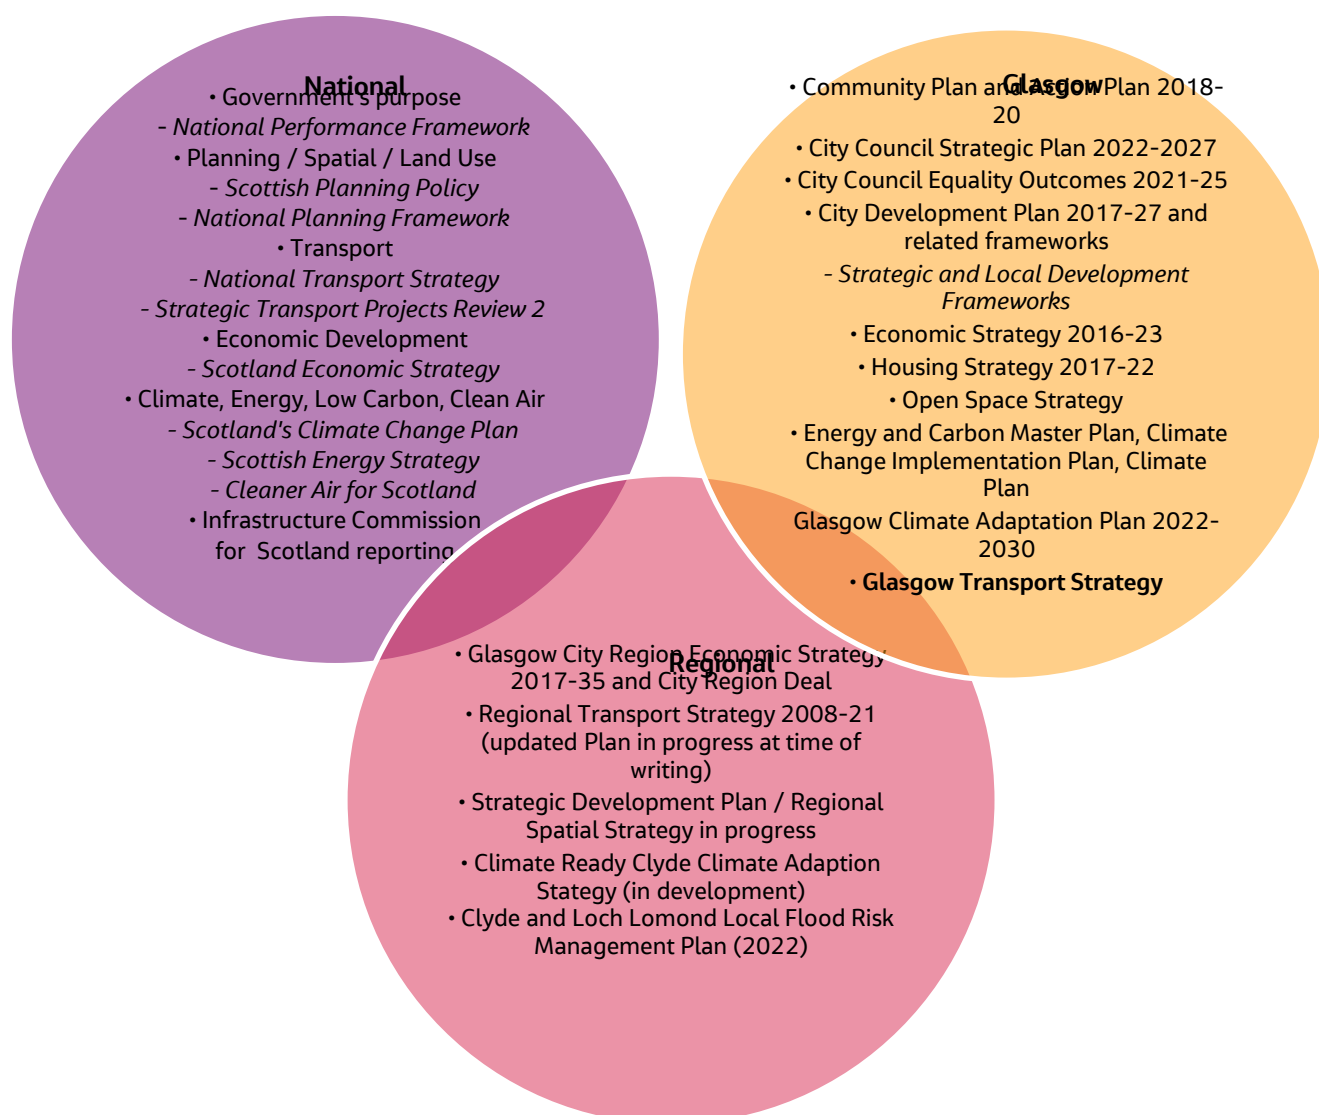 National
• Government's purpose
- National Performance Framework
• Planning / Spatial / Land Use
- Scottish Planning Policy
- National Planning Framework
• Transport
- National Transport Strategy
- Strategic Transport Projects Review 2
• Economic Development
- Scotland Economic Strategy
• Climate, Energy, Low Carbon, Clean Air
- Scotland's Climate Change Plan
- Scottish Energy Strategy
- Cleaner Air for Scotland
• Infrastructure Commission
for Scotland reporting
Glasgow
• Community Plan and Action Plan 2018-
20
• City Council Strategic Plan 2022-2027
• City Council Equality Outcomes 2021-25
• City Development Plan 2017-27 and
related frameworks
- Strategic and Local Development
Frameworks
• Economic Strategy 2016-23
• Housing Strategy 2017-22
• Open Space Strategy
• Energy and Carbon Master Plan, Climate
Change Implementation Plan, Climate
Plan
Glasgow Climate Adaptation Plan 2022-
2030
• Glasgow Transport Strategy
Regional
• Glasgow City Region Economic Strategy
2017-35 and City Region Deal
• Regional Transport Strategy 2008-21
(updated Plan in progress at time of
writing)
• Strategic Development Plan / Regional
Spatial Strategy in progress
• Climate Ready Clyde Climate Adaption
Stategy (in development)
• Clyde and Loch Lomond Local Flood Risk
Management Plan (2022)